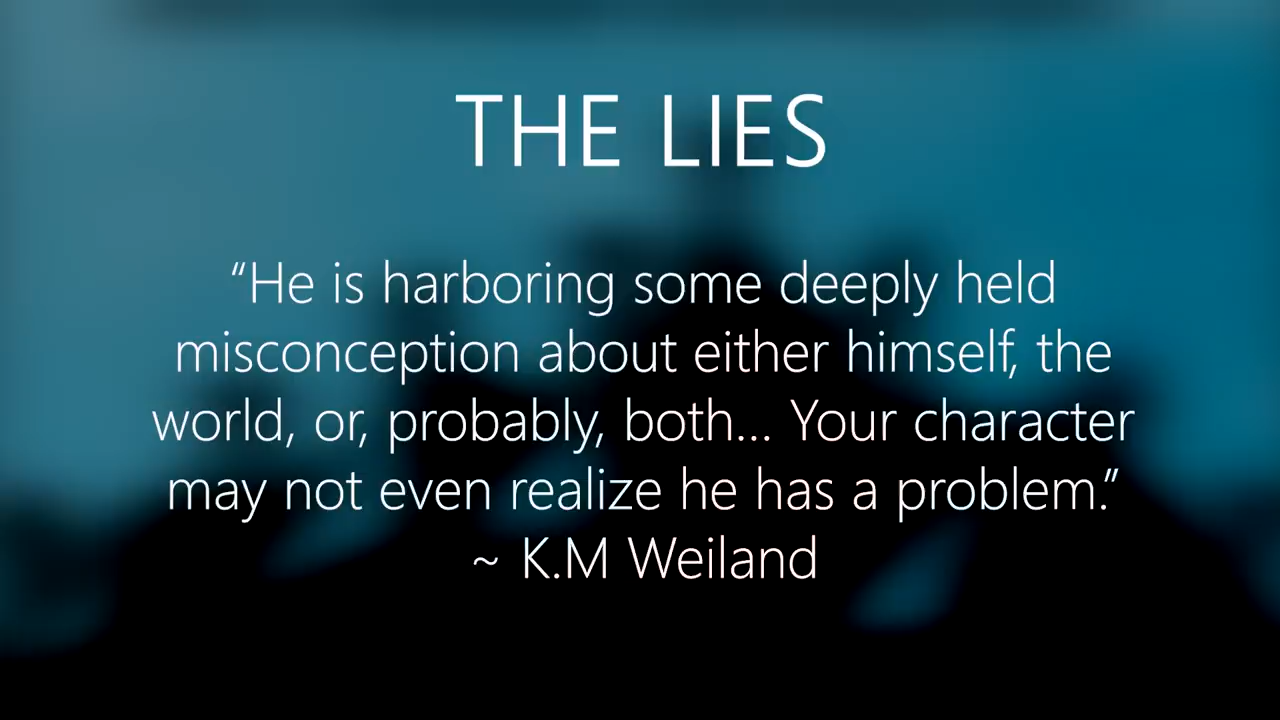 THE LIES
“He is harboring some deeply held
misconception about either himself, the
world, or, probably, both... Your character
may not even realize he has a problem.”
~ K.M Weiland